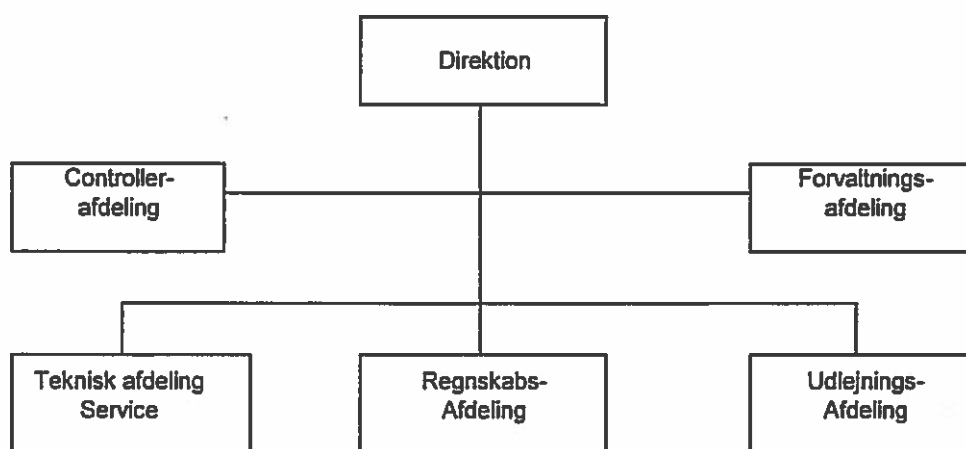 Direktion
Controller-
afdeling
Forvaltnings-
afdeling
Teknisk afdeling
Service
Regnskabs-
Afdeling
Udlejnings-
Afdeling